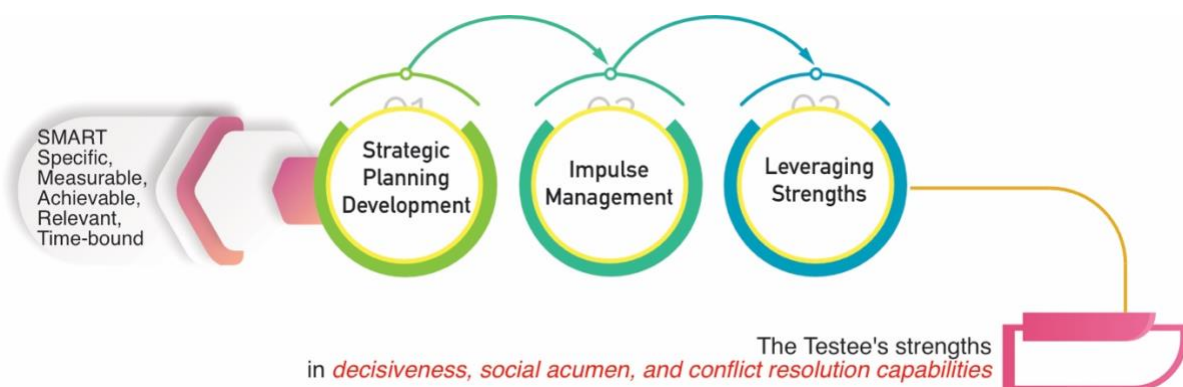 SMART
Specific,
Measurable,
Achievable,
Relevant,
Time-bound
Strategic
Planning
Development
Impulse
Management
Leveraging
Strengths
The Testee's strengths
in decisiveness, social acumen, and conflict resolution capabilities